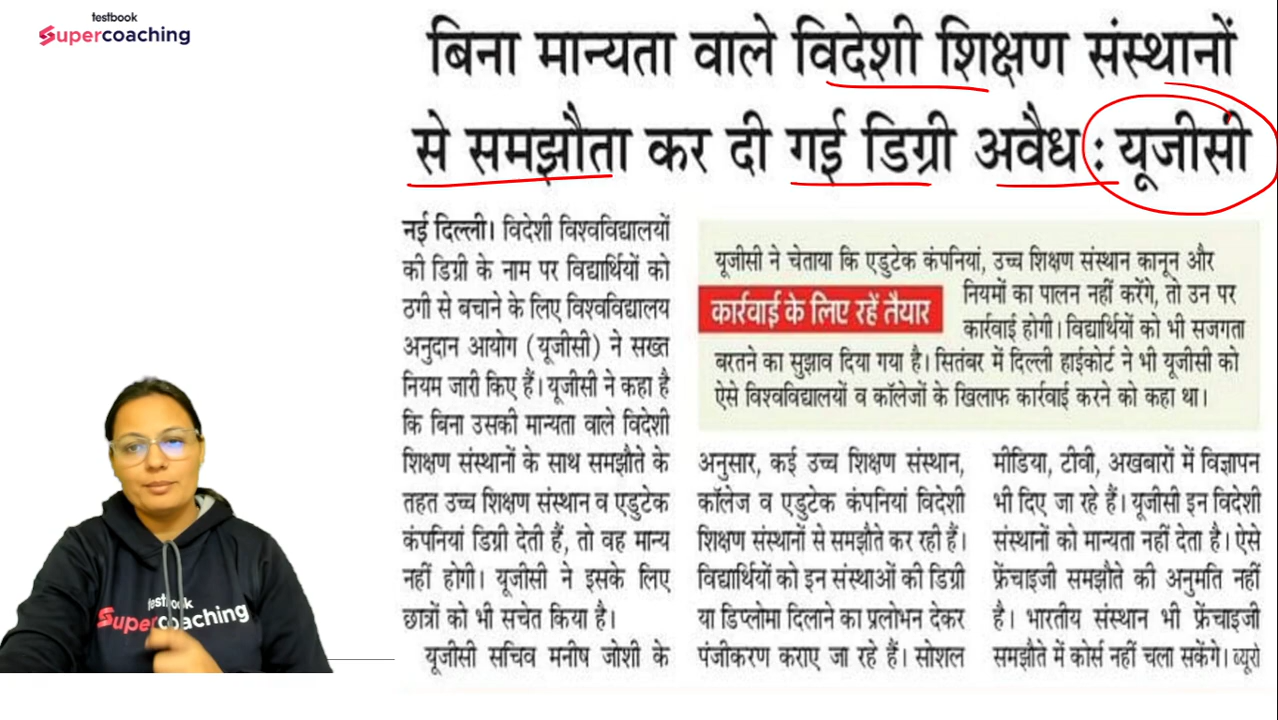 testbook
Supercoaching
बिना मान्यता वाले विदेशी शिक्षण संस्थानों
से समझौता कर दी गई डिग्री अवैध : यूजीसी
नई दिल्ली। विदेशी विश्वविद्यालयों
की डिग्री के नाम पर विद्यार्थियों को
ठगी से बचाने के लिए विश्वविद्यालय
अनुदान आयोग (यूजीसी) ने सख्त
नियम जारी किए हैं। यूजीसी ने कहा है
कि बिना उसकी मान्यता वाले विदेशी
शिक्षण संस्थानों के साथ समझौते के
तहत उच्च शिक्षण संस्थान व एडुटेक
कंपनियां डिग्री देती हैं, तो वह मान्य
नहीं होगी। यूजीसी ने इसके लिए
छात्रों को भी सचेत किया है।
यूजीसी सचिव मनीष जोशी के
यूजीसी ने चेताया कि एडुटेक कंपनियां, उच्च शिक्षण संस्थान कानून और
कार्रवाई के लिए रहें तैयार
नियमों का पालन नहीं करेंगे, तो उन पर
कार्रवाई होगी। विद्यार्थियों को भी सजगता
बरतने का सुझाव दिया गया है। सितंबर में दिल्ली हाईकोर्ट ने भी यूजीसी को
ऐसे विश्वविद्यालयों व कॉलेजों के खिलाफ कार्रवाई करने को कहा था।
अनुसार, कई उच्च शिक्षण संस्थान,
कॉलेज व एडुटेक कंपनियां विदेशी
शिक्षण संस्थानों से समझौते कर रही हैं।
विद्यार्थियों को इन संस्थाओं की डिग्री
या डिप्लोमा दिलाने का प्रलोभन देकर
पंजीकरण कराए जा रहे हैं। सोशल
मीडिया, टीवी, अखबारों में विज्ञापन
भी दिए जा रहे हैं। यूजीसी इन विदेशी
संस्थानों को मान्यता नहीं देता है। ऐसे
फ्रेंचाइजी समझौते की अनुमति नहीं
है। भारतीय संस्थान भी फ्रेंचाइजी
समझौते में कोर्स नहीं चला सकेंगे। ब्यूरो
testbook
Supercoaching